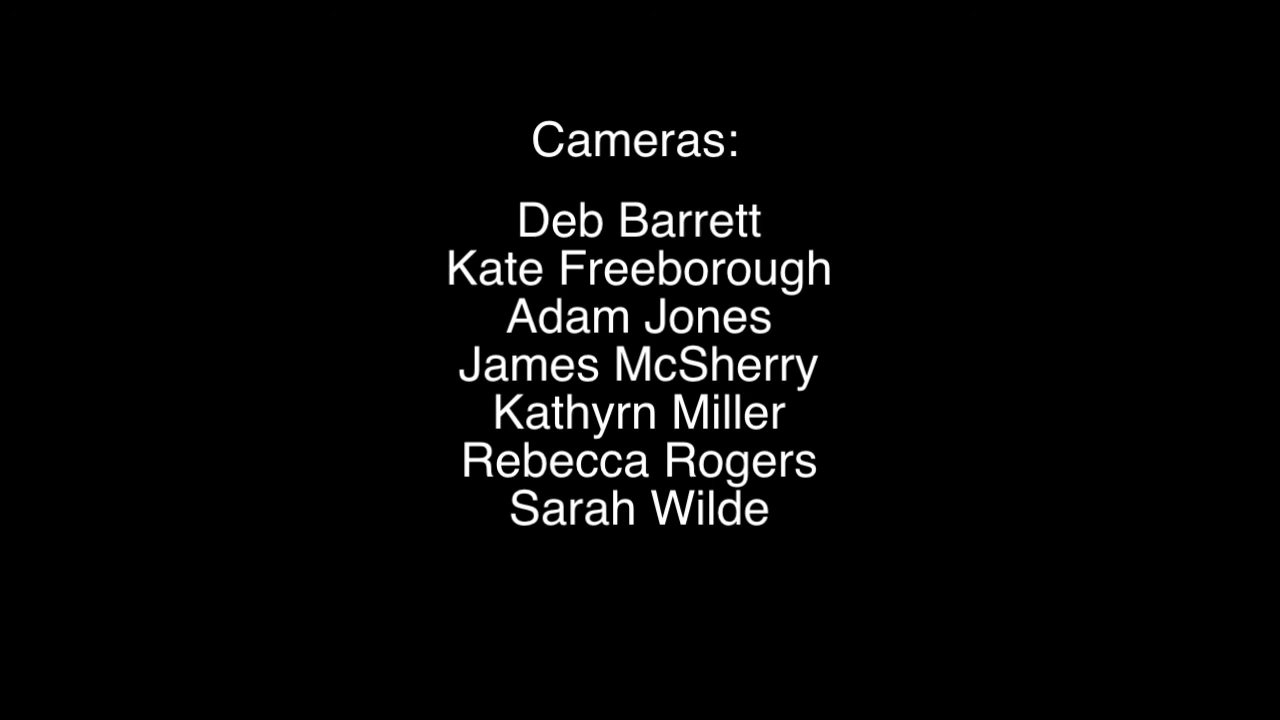 Cameras:
Deb Barrett
Kate Freeborough
Adam Jones
James McSherry
Kathyrn Miller
Rebecca Rogers
Sarah Wilde